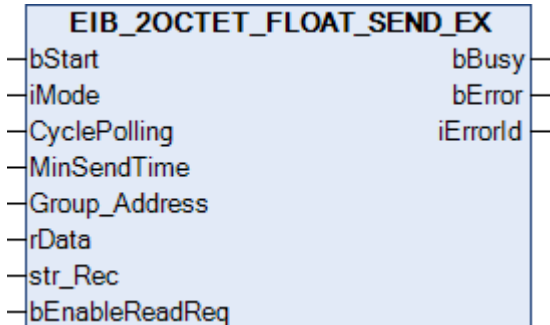 EIB_2OCTET_FLOAT_SEND_EX
bStart bBusy
iMode bError
CyclePolling iErrorId
MinSendTime
Group_Address
rData
str_Rec
bEnableReadReq